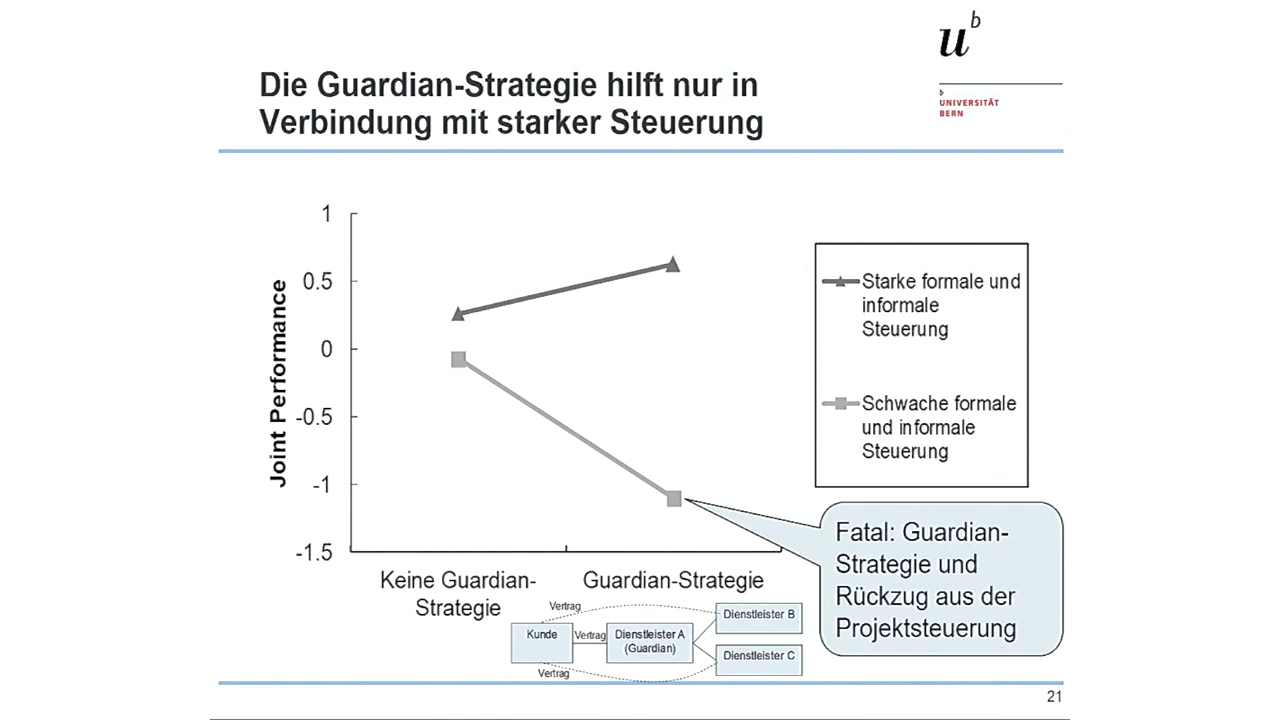 u
b
b
UNIVERSITÄT
BERN
Die Guardian-Strategie hilft nur in
Verbindung mit starker Steuerung
Joint Performance
1
0.5
0
-0.5
-1
-1.5
Keine Guardian-
Strategie
Guardian-Strategie
Starke formale und
informale
Steuerung
Schwache formale
und informale
Steuerung
Fatal: Guardian-
Strategie und
Rückzug aus der
Projektsteuerung
Vertrag
Kunde
Vertrag
Dienstleister A
(Guardian)
Dienstleister B
Dienstleister C
Vertrag
21